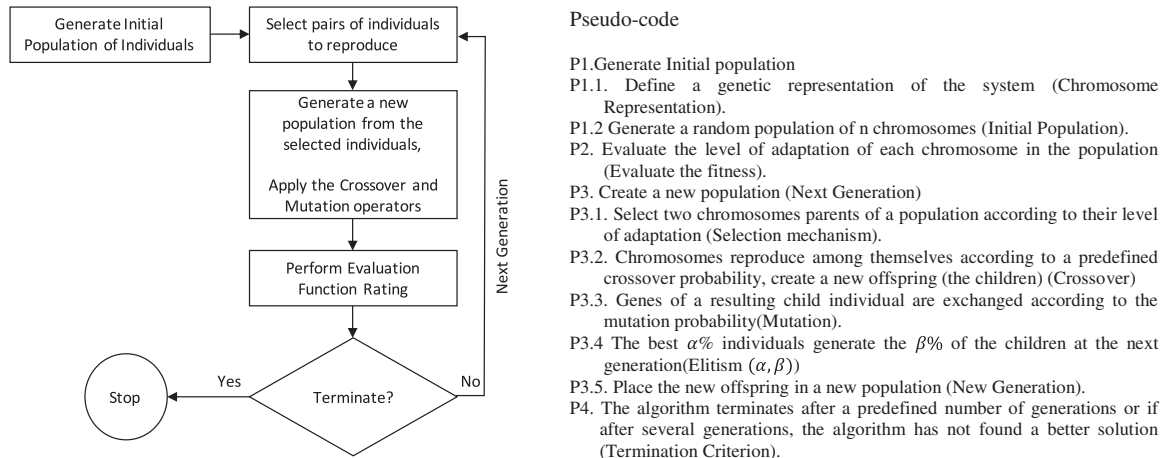 Generate Initial
Population of Individuals
Select pairs of individuals
to reproduce
Generate a new
population from the
selected individuals,
Apply the Crossover and
Mutation operators
Perform Evaluation
Function Rating
Terminate?
Yes
No
Stop
Next Generation
Pseudo-code
P1.Generate Initial population
P1.1. Define a genetic representation of the system (Chromosome
Representation).
P1.2 Generate a random population of n chromosomes (Initial Population).
P2. Evaluate the level of adaptation of each chromosome in the population
(Evaluate the fitness).
P3. Create a new population (Next Generation)
P3.1. Select two chromosomes parents of a population according to their level
of adaptation (Selection mechanism).
P3.2. Chromosomes reproduce among themselves according to a predefined
crossover probability, create a new offspring (the children) (Crossover)
P3.3. Genes of a resulting child individual are exchanged according to the
mutation probability(Mutation).
P3.4 The best α% individuals generate the β% of the children at the next
generation(Elitism (α,β))
P3.5. Place the new offspring in a new population (New Generation).
P4. The algorithm terminates after a predefined number of generations or if
after several generations, the algorithm has not found a better solution
(Termination Criterion).